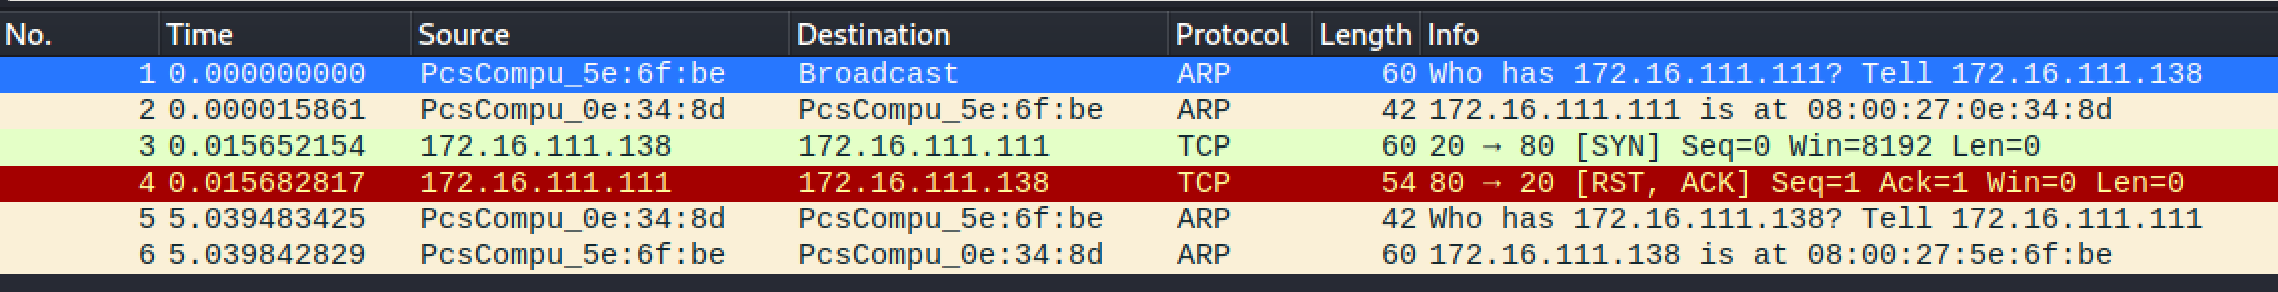 No. Time Source Destination Protocol Length Info
1 0.000000000 PcsCompu_5e:6f:be Broadcast ARP 60 Who has 172.16.111.111? Tell 172.16.111.138
2 0.000015861 PcsCompu_0e:34:8d PcsCompu_5e:6f:be ARP 42 172.16.111.111 is at 08:00:27:0e:34:8d
3 0.015652154 172.16.111.138 172.16.111.111 TCP 60 20 → 80 [SYN] Seq=0 Win=8192 Len=0
4 0.015682817 172.16.111.111 172.16.111.138 TCP 54 80 → 20 [RST, ACK] Seq=1 Ack=1 Win=0 Len=0
5 5.039483425 PcsCompu_0e:34:8d PcsCompu_5e:6f:be ARP 42 Who has 172.16.111.138? Tell 172.16.111.111
6 5.039842829 PcsCompu_5e:6f:be PcsCompu_0e:34:8d ARP 60 172.16.111.138 is at 08:00:27:5e:6f:be